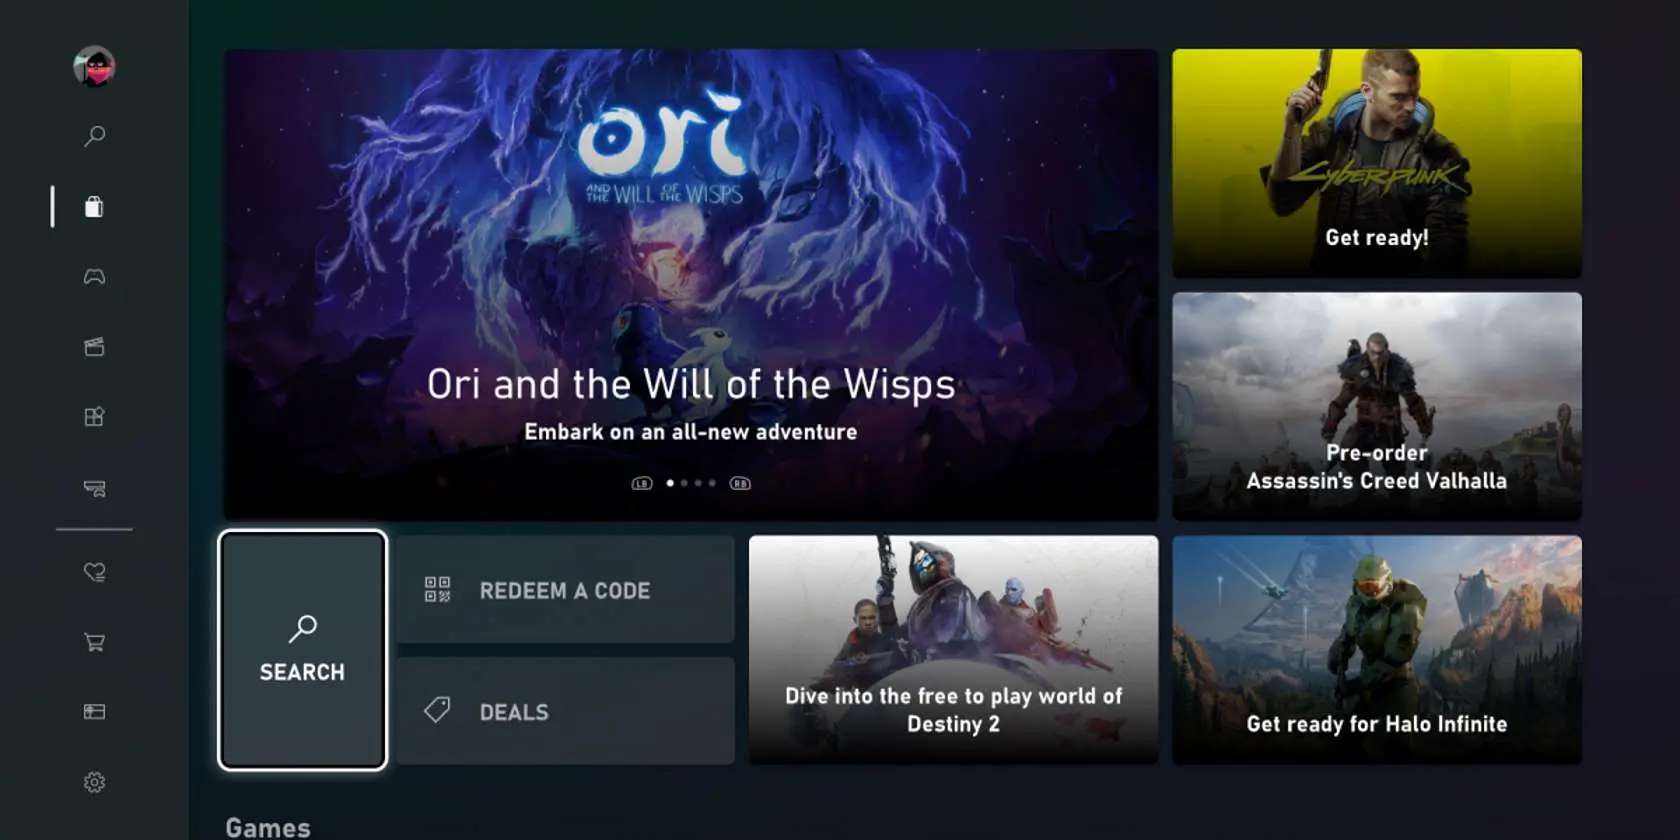 ori
AND THE WILL OF THE WISPS
Ori and the Will of the Wisps
Embark on an all-new adventure
LB
RB
Cyberpunk
Get ready!
Pre-order
Assassin's Creed Valhalla
SEARCH
REDEEM A CODE
DEALS
Dive into the free to play world of
Destiny 2
Get ready for Halo Infinite
Games